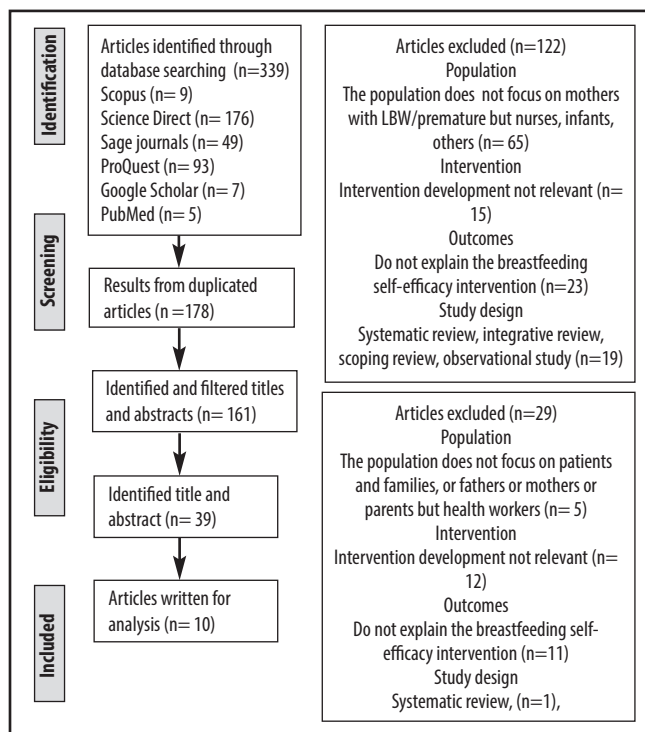 Identification
Articles identified through
database searching (n=339)
Scopus (n= 9)
Science Direct (n= 176)
Sage journals (n= 49)
ProQuest (n= 93)
Google Scholar (n= 7)
PubMed (n= 5)
Screening
Results from duplicated
articles (n =178)
Identified and filtered titles
and abstracts (n= 161)
Eligibility
Identified title and
abstract (n= 39)
Included
Articles written for
analysis (n= 10)
Articles excluded (n=122)
Population
The population does not focus on mothers
with LBW/premature but nurses, infants,
others (n= 65)
Intervention
Intervention development not relevant (n=
15)
Outcomes
Do not explain the breastfeeding
self-efficacy intervention (n=23)
Study design
Systematic review, integrative review,
scoping review, observational study (n=19)
Articles excluded (n=29)
Population
The population does not focus on patients
and families, or fathers or mothers or
parents but health workers (n= 5)
Intervention
Intervention development not relevant (n=
12)
Outcomes
Do not explain the breastfeeding self-
efficacy intervention (n=11)
Study design
Systematic review, (n=1),